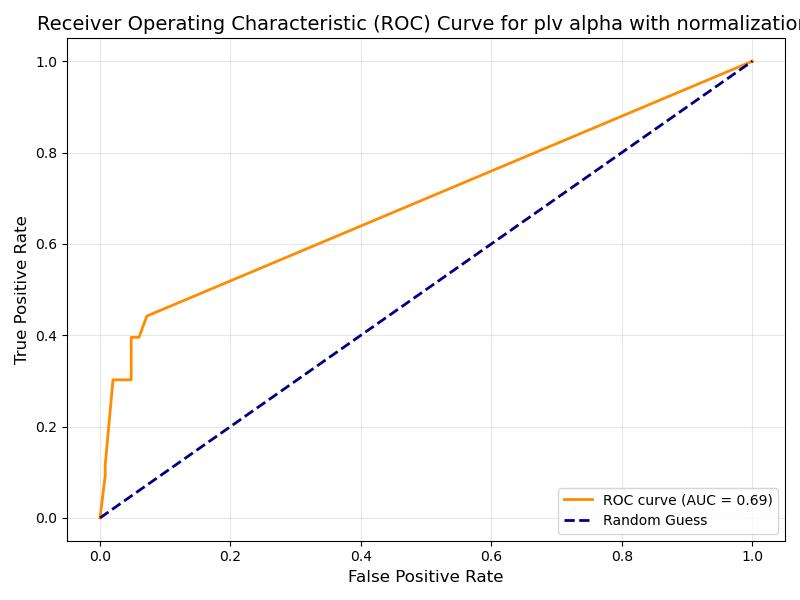 Receiver Operating Characteristic (ROC) Curve for plv alpha with normalization
True Positive Rate
1.0
0.8
0.6
0.4
0.2
0.0
0.0 0.2 0.4 0.6 0.8 1.0
False Positive Rate
ROC curve (AUC = 0.69)
Random Guess